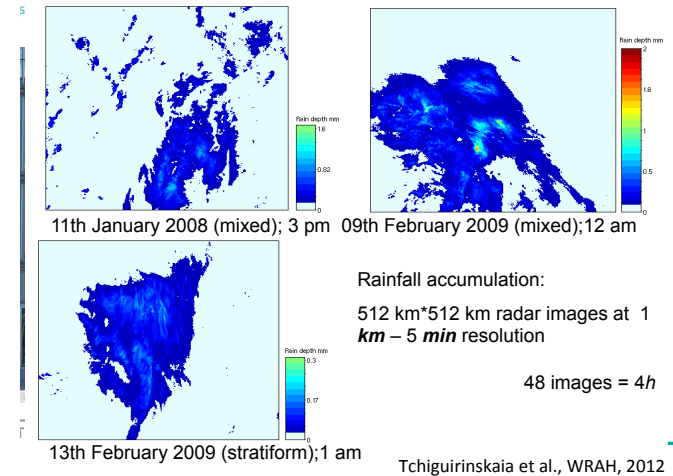 Rain depth mm
16
0.82
0
11th January 2008 (mixed); 3 pm
Rain depth mm
2
1.6
1
0.5
0
09th February 2009 (mixed);12 am
Rain depth mm
0.3
0.17
0
13th February 2009 (stratiform);1 am
Rainfall accumulation:
512 km*512 km radar images at 1
km – 5 min resolution
48 images = 4h
Tchiguirinskaia et al., WRAH, 2012